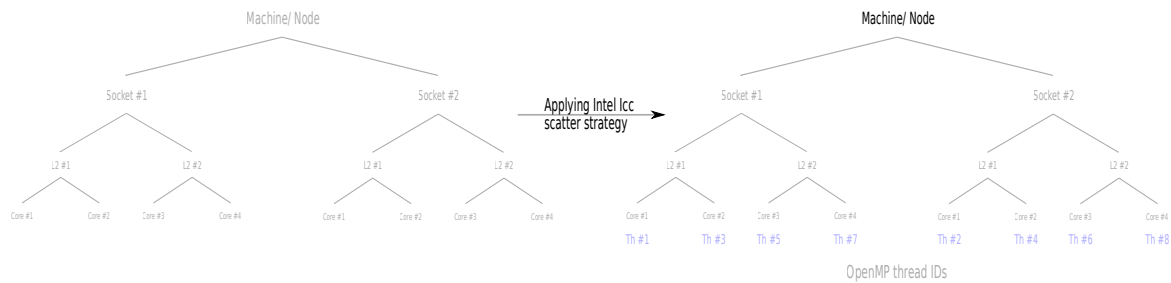 Machine/ Node
Socket #1
Socket #2
L2 #1
L2 #2
L2 #1
L2 #2
Core #1
Core #2
Core #3
Core #4
Core #1
Core #2
Core #3
Core #4
Applying Intel Icc
scatter strategy
Machine/ Node
Socket #1
Socket #2
L2 #1
L2 #2
L2 #1
L2 #2
Core #1
Core #2
Core #3
Core #4
Core #1
Core #2
Core #3
Core #4
Th #1
Th #3
Th #5
Th #7
Th #2
Th #4
Th #6
Th #8
OpenMP thread IDs